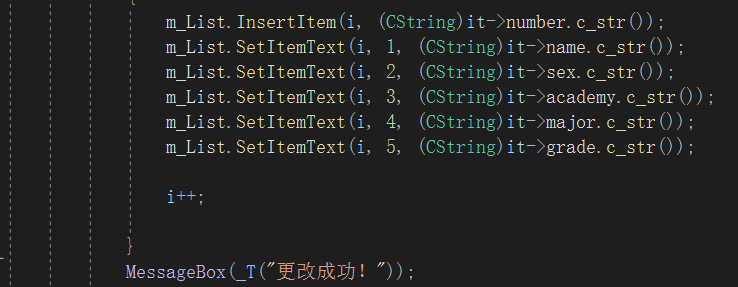 {
m_List.InsertItem(i, (CString)it->number.c_str());
m_List.SetItemText(i, 1, (CString)it->name.c_str());
m_List.SetItemText(i, 2, (CString)it->sex.c_str());
m_List.SetItemText(i, 3, (CString)it->academy.c_str());
m_List.SetItemText(i, 4, (CString)it->major.c_str());
m_List.SetItemText(i, 5, (CString)it->grade.c_str());
i++;
}
MessageBox(_T("更改成功！"));